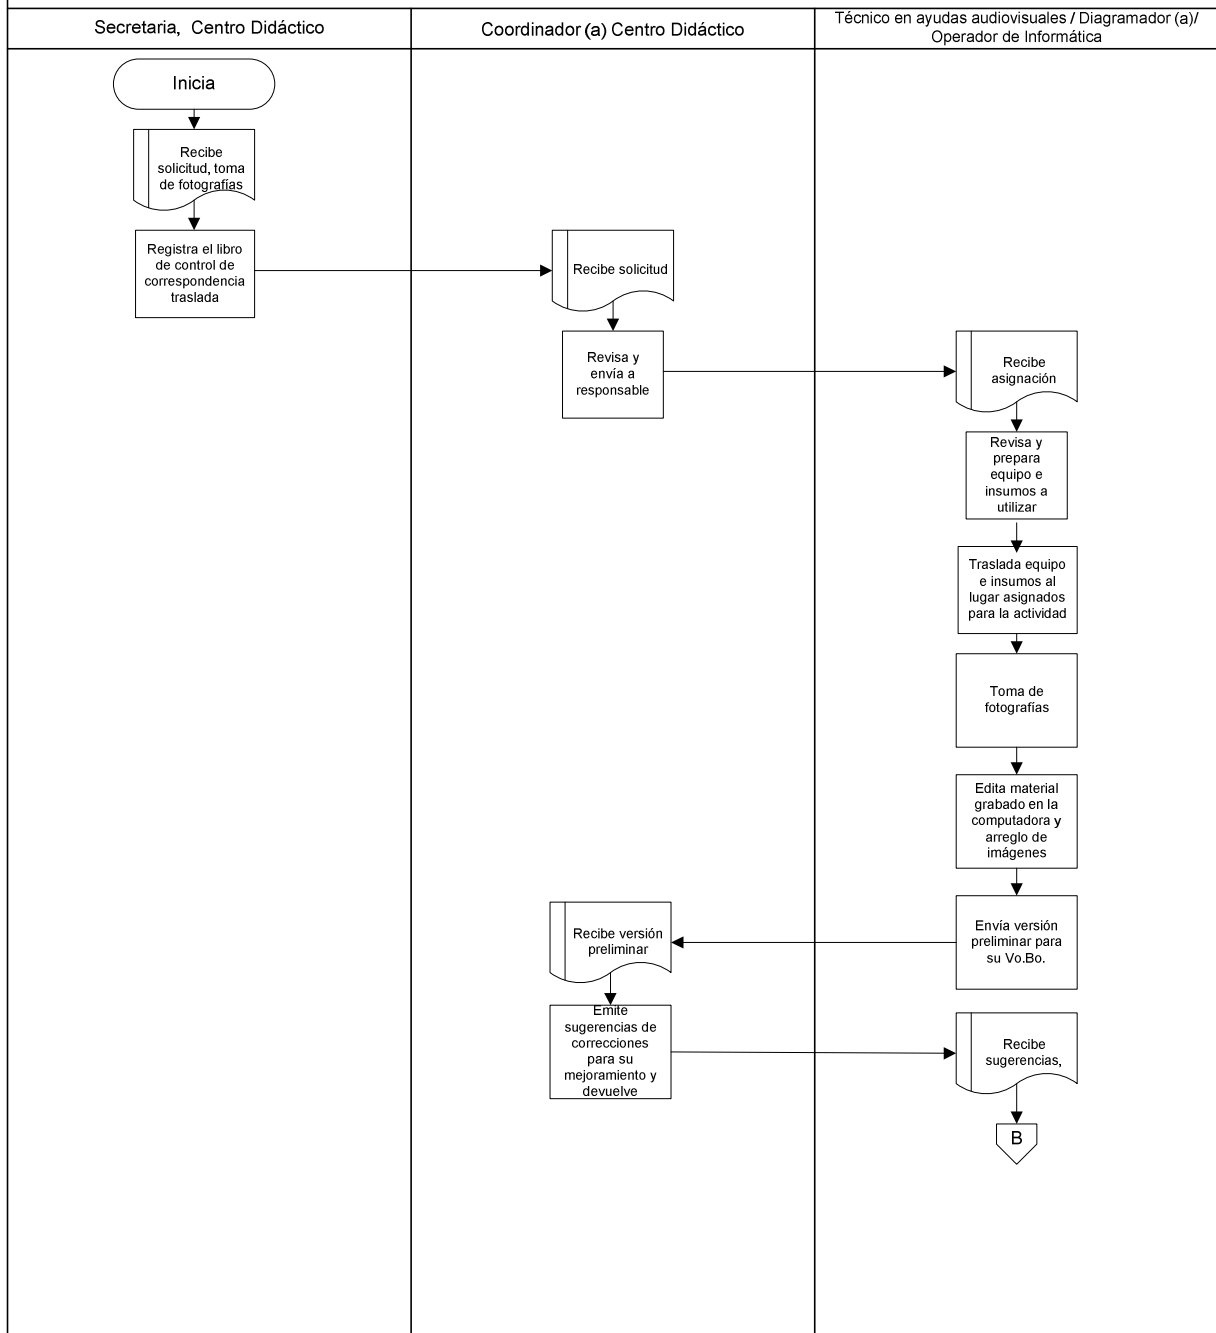 Secretaria, Centro Didáctico
Coordinador (a) Centro Didáctico
Técnico en ayudas audiovisuales / Diagramador (a)/
Operador de Informática
Inicia
Recibe
solicitud, toma
de fotografías
Registra el libro
de control de
correspondencia
traslada
Recibe solicitud
Revisa y
envía a
responsable
Recibe
asignación
Revisa y
prepara
equipo e
insumos a
utilizar
Traslada equipo
e insumos al
lugar asignados
para la actividad
Toma de
fotografías
Edita material
grabado en la
computadora y
arreglo de
imágenes
Envía versión
preliminar para
su Vo.Bo.
Recibe versión
preliminar
Emite
sugerencias de
correcciones
para su
mejoramiento y
devuelve
Recibe
sugerencias,
B